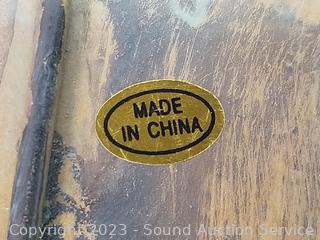 MADE
IN CHINA
Copyright 2023 - Sound Auction Service